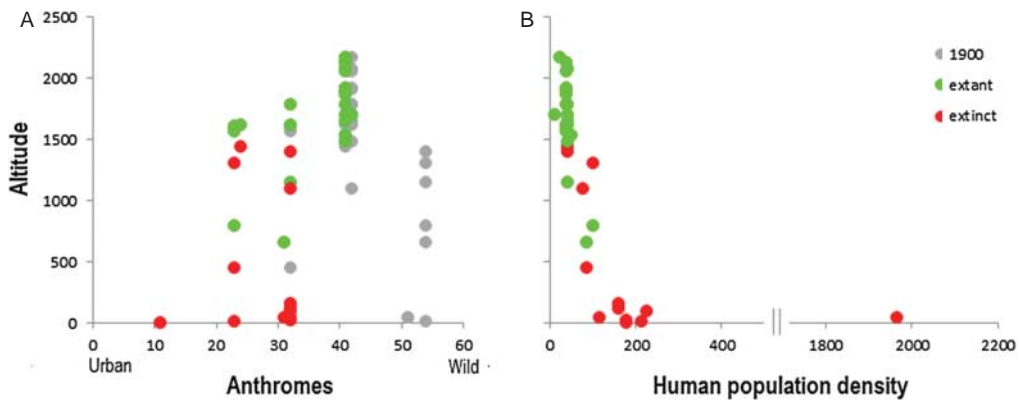 A
2500
2000
1500
1000
500
0
Altitude
0 10 20 30 40 50 60
Urban Wild
Anthromes
B
1900
extant
extinct
0 200 400 1800 2000 2200
Human population density